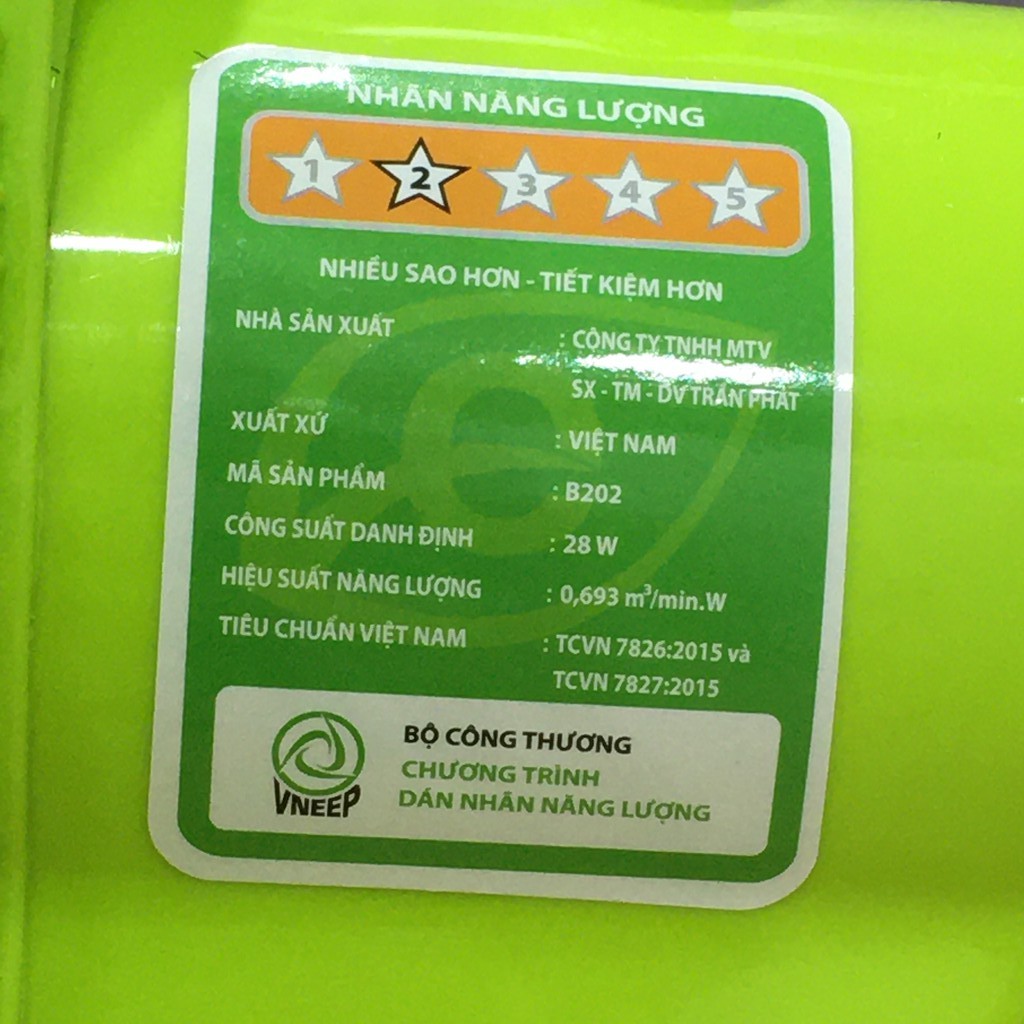 NHÃN NĂNG LƯỢNG
1 2 3 4 5
NHIỀU SAO HƠN - TIẾT KIỆM HƠN
NHÀ SẢN XUẤT : CÔNG TY TNHH MTV
SX - TM - DV TRẦN PHÁT
XUẤT XỨ : VIỆT NAM
MÃ SẢN PHẨM : B202
CÔNG SUẤT DANH ĐỊNH : 28 W
HIỆU SUẤT NĂNG LƯỢNG : 0,693 m³/min.W
TIÊU CHUẨN VIỆT NAM : TCVN 7826:2015 và
TCVN 7827:2015
BỘ CÔNG THƯƠNG
CHƯƠNG TRÌNH
DÁN NHÃN NĂNG LƯỢNG
VNEEP